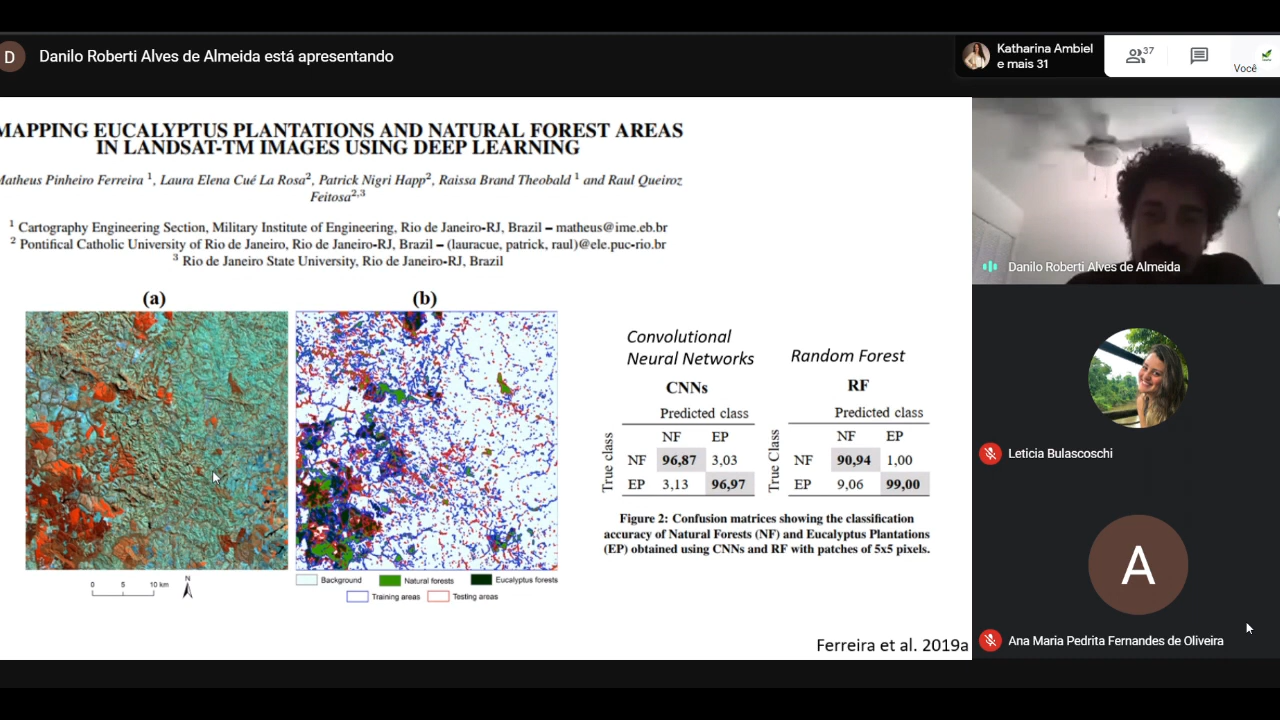 D
Danilo Roberti Alves de Almeida está apresentando
Katharina Ambiel
e mais 31
37
Você
MAPPING EUCALYPTUS PLANTATIONS AND NATURAL FOREST AREAS
IN LANDSAT-TM IMAGES USING DEEP LEARNING
Matheus Pinheiro Ferreira 1, Laura Elena Cué La Rosa2, Patrick Nigri Happ2, Raissa Brand Theobald 1 and Raul Queiroz
Feitosa2,3
1 Cartography Engineering Section, Military Institute of Engineering, Rio de Janeiro-RJ, Brazil – matheus@ime.eb.br
2 Pontifical Catholic University of Rio de Janeiro, Rio de Janeiro-RJ, Brazil – (lauracue, patrick, raul)@ele.puc-rio.br
3 Rio de Janeiro State University, Rio de Janeiro-RJ, Brazil
(a)
(b)
0 5 10 km
N
Background Natural forests Eucalyptus forests
Training areas Testing areas
Convolutional
Neural Networks
CNNs
Predicted class
NF EP
True class
NF 96,87 3,03
EP 3,13 96,97
Random Forest
RF
Predicted class
NF EP
True Class
NF 90,94 1,00
EP 9,06 99,00
Figure 2: Confusion matrices showing the classification
accuracy of Natural Forests (NF) and Eucalyptus Plantations
(EP) obtained using CNNs and RF with patches of 5x5 pixels.
Ferreira et al. 2019a
Danilo Roberti Alves de Almeida
Leticia Bulascoschi
A
Ana Maria Pedrita Fernandes de Oliveira